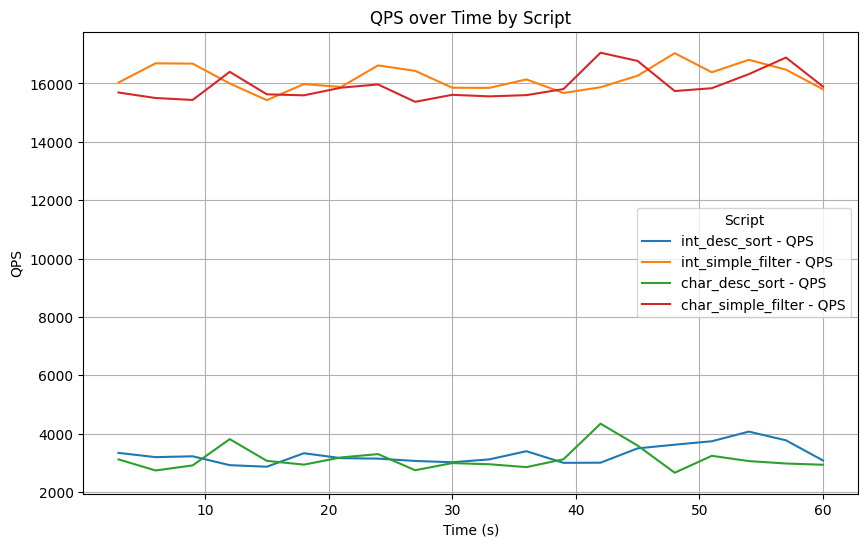 QPS over Time by Script
QPS
16000
14000
12000
10000
8000
6000
4000
2000
Script
int_desc_sort - QPS
int_simple_filter - QPS
char_desc_sort - QPS
char_simple_filter - QPS
10 20 30 40 50 60
Time (s)